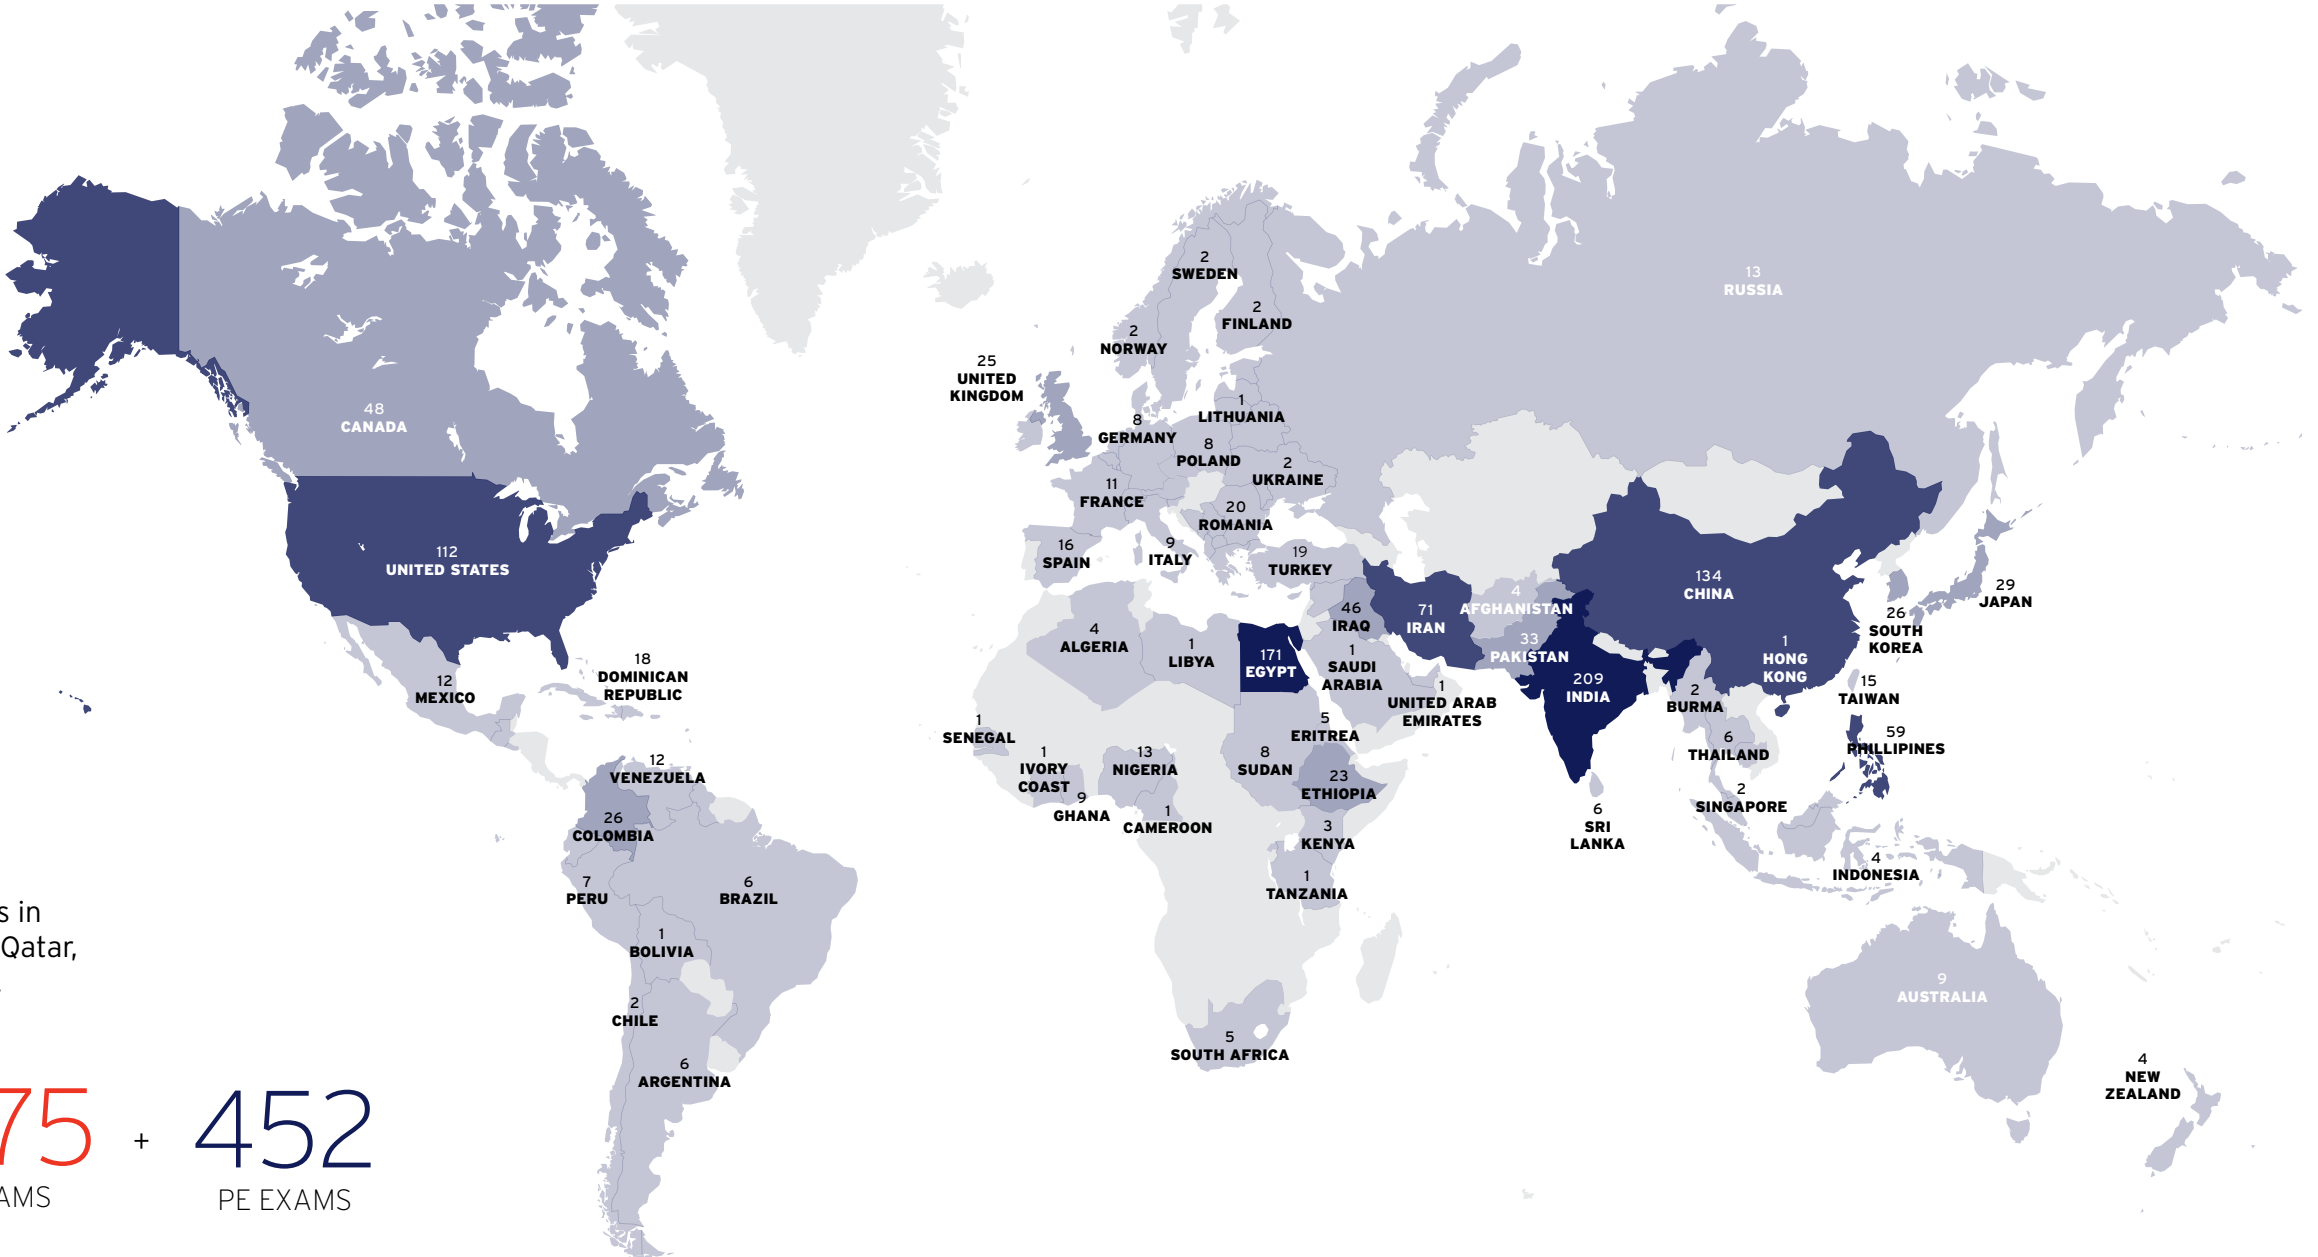 2
SWEDEN
13
RUSSIA
2
FINLAND
2
NORWAY
25
UNITED
KINGDOM
48
CANADA
1
LITHUANIA
8
GERMANY
8
POLAND
2
UKRAINE
11
FRANCE
20
ROMANIA
16
SPAIN
9
ITALY
19
TURKEY
112
UNITED STATES
134
CHINA
4
AFGHANISTAN
29
JAPAN
46
IRAQ
71
IRAN
26
SOUTH
KOREA
4
ALGERIA
1
LIBYA
171
EGYPT
1
SAUDI
ARABIA
33
PAKISTAN
1
HONG
KONG
18
DOMINICAN
REPUBLIC
12
MEXICO
209
INDIA
2
BURMA
15
TAIWAN
1
UNITED ARAB
EMIRATES
1
SENEGAL
5
ERITREA
59
PHILLIPINES
6
THAILAND
12
VENEZUELA
1
IVORY
COAST
13
NIGERIA
8
SUDAN
23
ETHIOPIA
9
GHANA
1
CAMEROON
2
SINGAPORE
6
SRI
LANKA
26
COLOMBIA
3
KENYA
4
INDONESIA
7
PERU
6
BRAZIL
1
TANZANIA
s in
Qatar,
1
BOLIVIA
9
AUSTRALIA
2
CHILE
5
SOUTH AFRICA
6
ARGENTINA
4
NEW
ZEALAND
75 + 452
AMS PE EXAMS